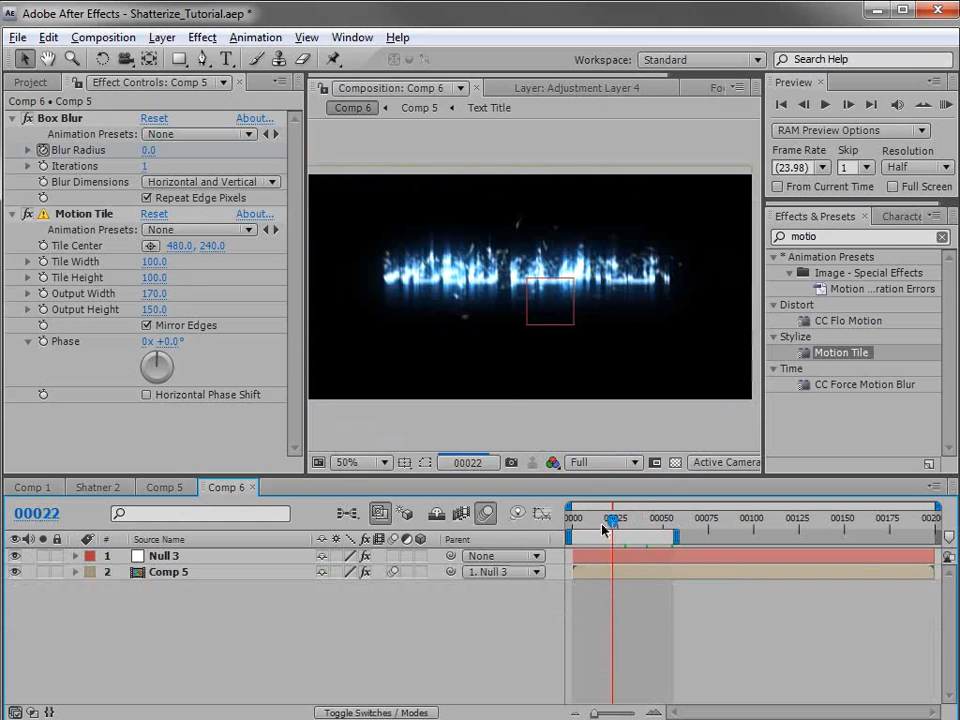 Adobe After Effects - Shatterize_Tutorial.aep *
File Edit Composition Layer Effect Animation View Window Help
Workspace: Standard Search Help
Project Effect Controls: Comp 5
Comp 6 • Comp 5
Box Blur Reset About...
Animation Presets: None
Blur Radius 0.0
Iterations 1
Blur Dimensions Horizontal and Vertical
Repeat Edge Pixels
Motion Tile Reset About...
Animation Presets: None
Tile Center 480.0, 240.0
Tile Width 100.0
Tile Height 100.0
Output Width 170.0
Output Height 150.0
Mirror Edges
Phase 0x +0.0°
Horizontal Phase Shift
Composition: Comp 6 Layer: Adjustment Layer 4 Fo
Comp 6 Comp 5 Text Title
50% 00022 Full Active Camera
Preview
RAM Preview Options
Frame Rate Skip Resolution
(23.98) 1 Half
From Current Time Full Screen
Effects & Presets Characte
motio
* Animation Presets
Image - Special Effects
Motion ...ration Errors
Distort
CC Flo Motion
Stylize
Motion Tile
Time
CC Force Motion Blur
Comp 1 Shatner 2 Comp 5 Comp 6
00022
0000 00025 00050 00075 00100 00125 00150 00175 0020
# Source Name Parent
1 Null 3 None
2 Comp 5 1. Null 3
Toggle Switches / Modes